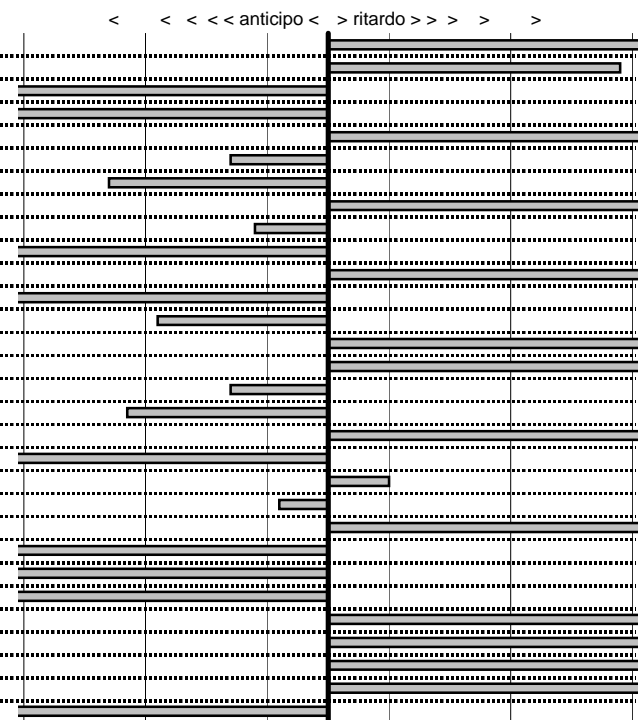 < < < < < anticipo < > ritardo > > > > >